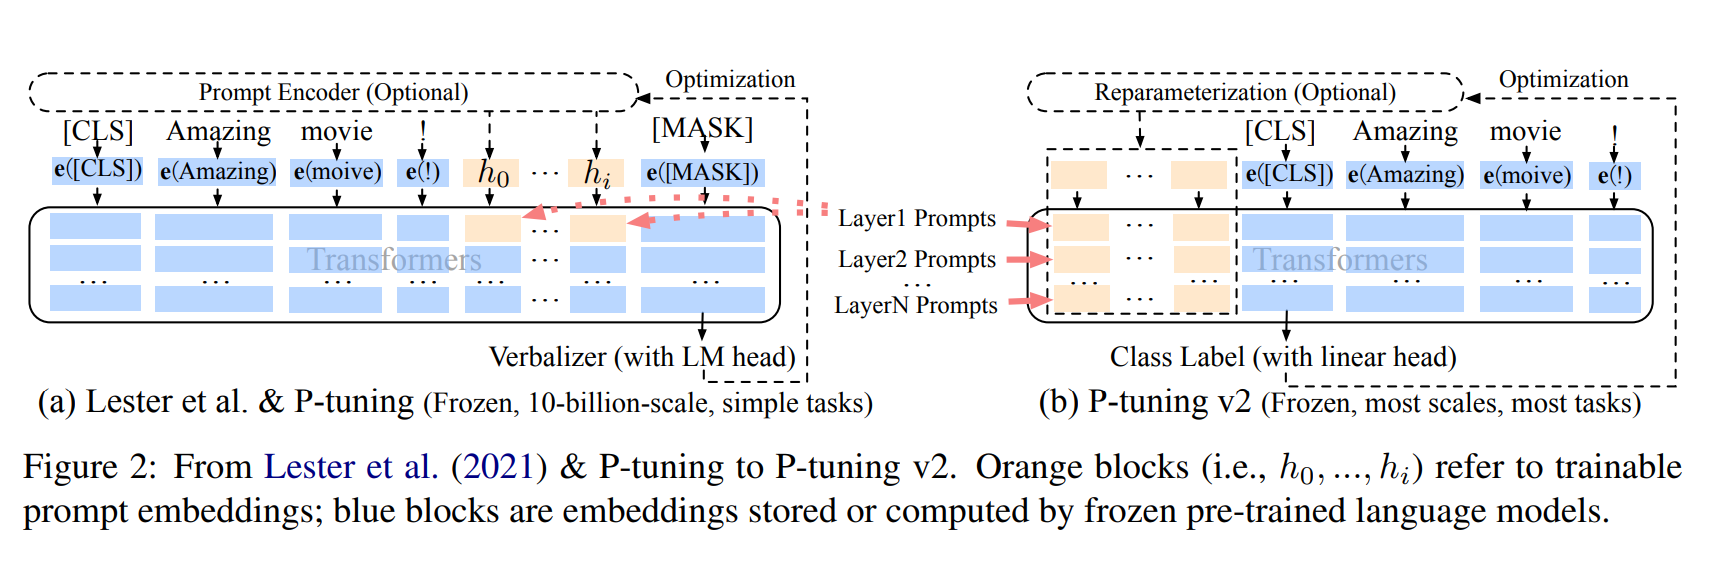 Prompt Encoder (Optional)
Optimization
[CLS] Amazing movie ! [MASK]
e([CLS]) e(Amazing) e(moive) e(!) h0 ... hi e([MASK])
...
Transformers
...
... ... ... ... ... ... ...
...
Verbalizer (with LM head)
(a) Lester et al. & P-tuning (Frozen, 10-billion-scale, simple tasks)
Layer1 Prompts
Layer2 Prompts
...
LayerN Prompts
Reparameterization (Optional)
Optimization
[CLS] Amazing movie !
... e([CLS]) e(Amazing) e(moive) e(!)
...
Transformers
... ... ... ... ... ...
...
Class Label (with linear head)
(b) P-tuning v2 (Frozen, most scales, most tasks)
Figure 2: From Lester et al. (2021) & P-tuning to P-tuning v2. Orange blocks (i.e., h0, ..., hi) refer to trainable
prompt embeddings; blue blocks are embeddings stored or computed by frozen pre-trained language models.